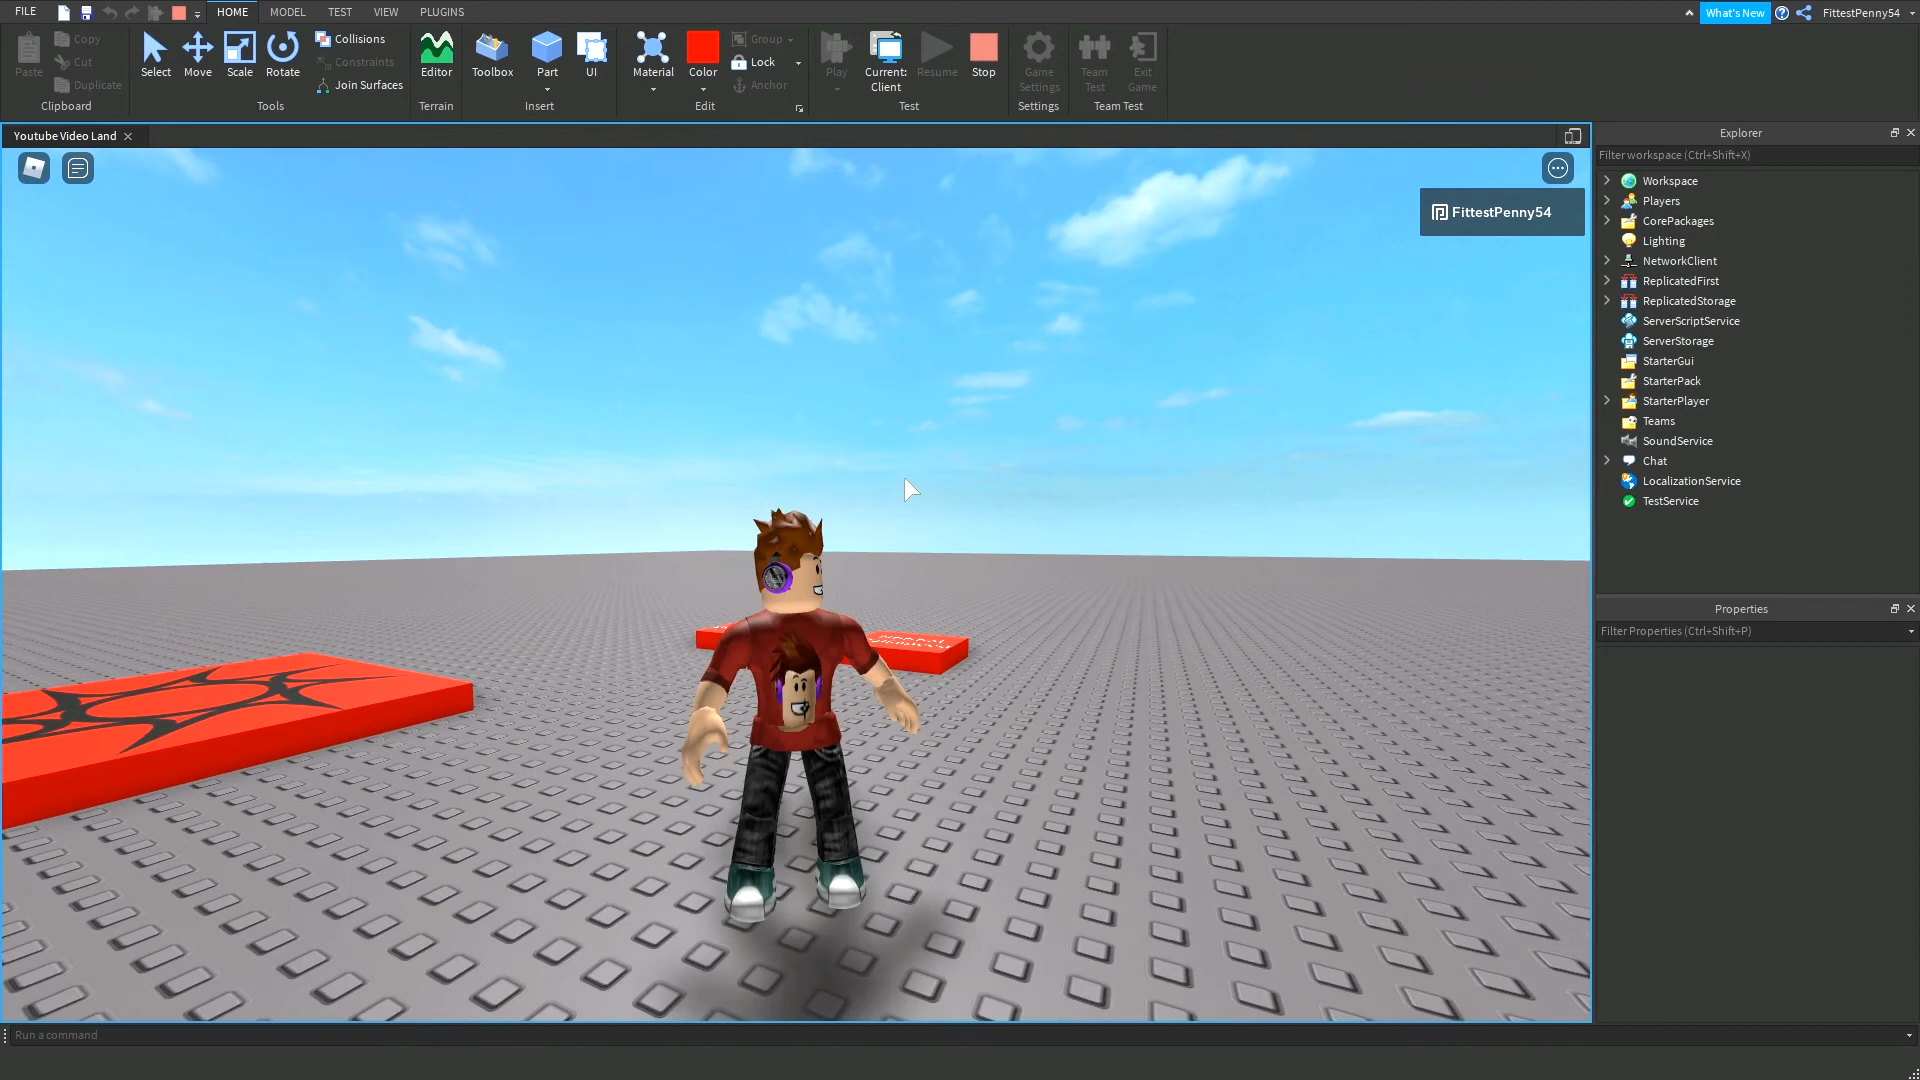 FILE
HOME
MODEL
TEST
VIEW
PLUGINS
What's New
FittestPenny54
Paste
Copy
Cut
Duplicate
Clipboard
Select
Move
Scale
Rotate
Collisions
Constraints
Join Surfaces
Tools
Editor
Terrain
Toolbox
Part
UI
Insert
Material
Color
Group
Lock
Anchor
Edit
Play
Current:
Client
Resume
Stop
Test
Game
Settings
Settings
Team
Test
Exit
Game
Team Test
Youtube Video Land
FittestPenny54
Explorer
Filter workspace (Ctrl+Shift+X)
Workspace
Players
CorePackages
Lighting
NetworkClient
ReplicatedFirst
ReplicatedStorage
ServerScriptService
ServerStorage
StarterGui
StarterPack
StarterPlayer
Teams
SoundService
Chat
LocalizationService
TestService
Properties
Filter Properties (Ctrl+Shift+P)
Run a command